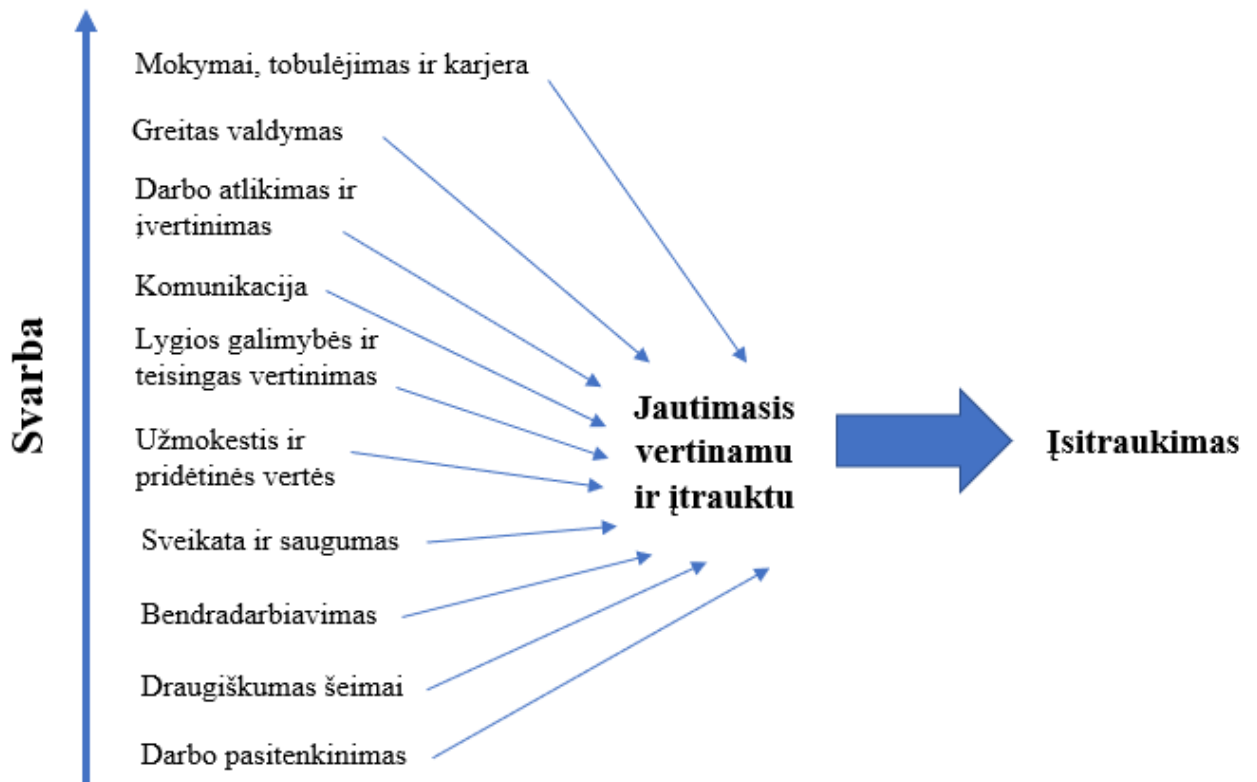 Svarba
Mokymai, tobulėjimas ir karjera
Greitas valdymas
Darbo atlikimas ir
įvertinimas
Komunikacija
Lygios galimybės ir
teisingas vertinimas
Užmokestis ir
pridėtinės vertės
Sveikata ir saugumas
Bendradarbiavimas
Draugiškumas šeimai
Darbo pasitenkinimas
Jautimasis
vertinamu
ir įtrauktu
Įsitraukimas